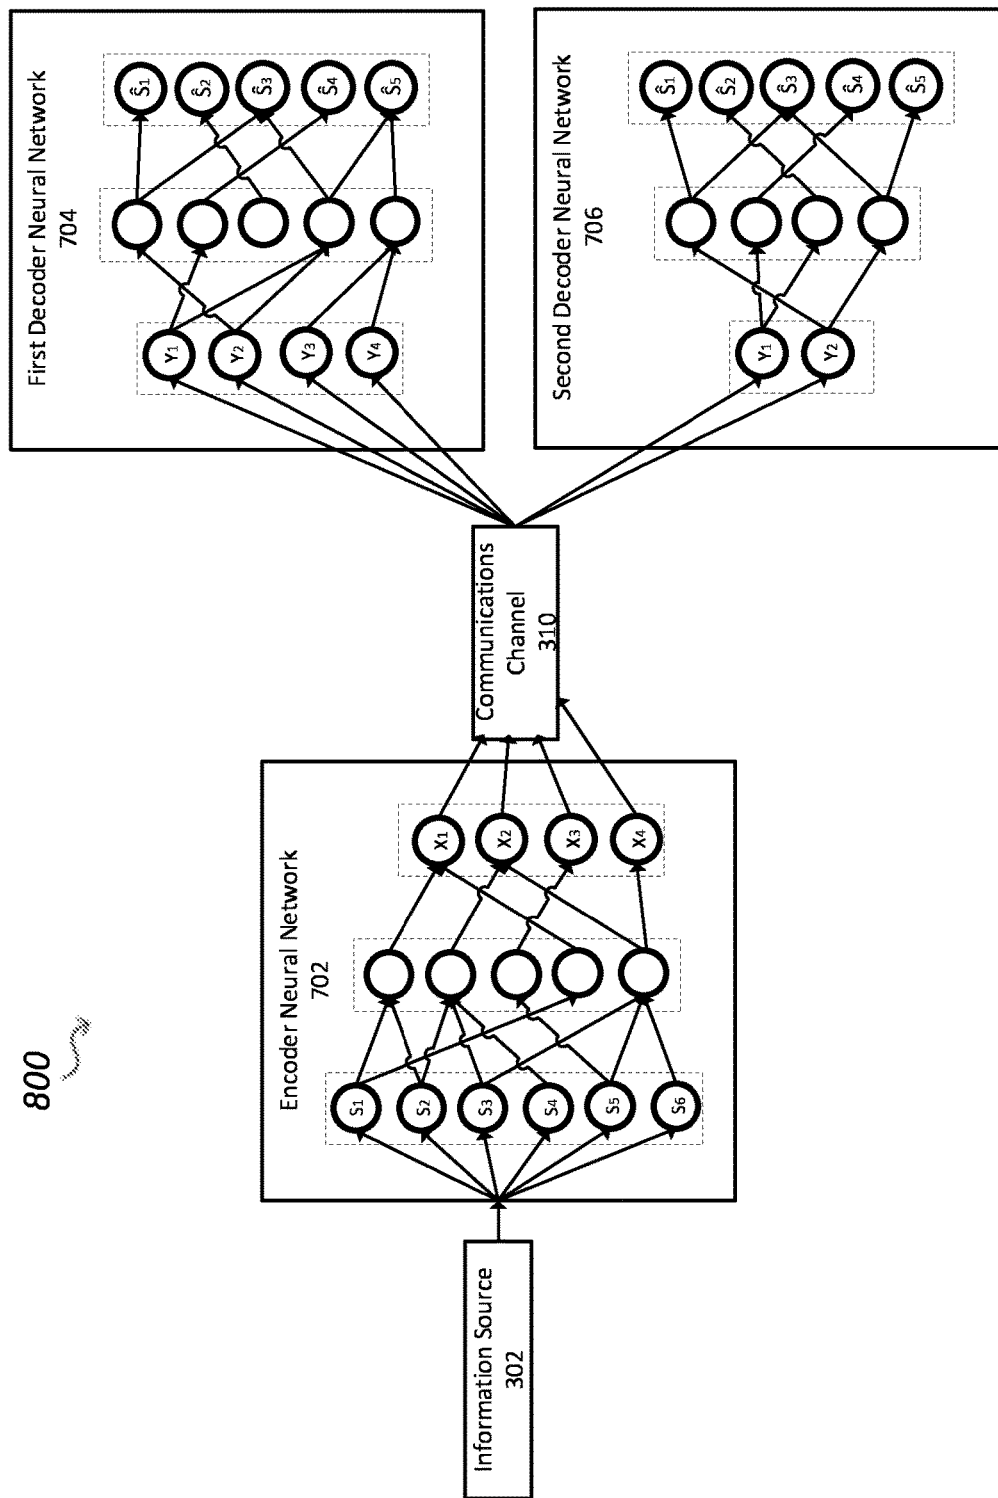 800
Information Source
302
Encoder Neural Network
702
S1
S2
S3
S4
S5
S6
X1
X2
X3
X4
Communications
Channel
310
First Decoder Neural Network
704
Y1
Y2
Y3
Y4
Ŝ1
Ŝ2
Ŝ3
Ŝ4
Ŝ5
Second Decoder Neural Network
706
Y1
Y2
Ŝ1
Ŝ2
Ŝ3
Ŝ4
Ŝ5